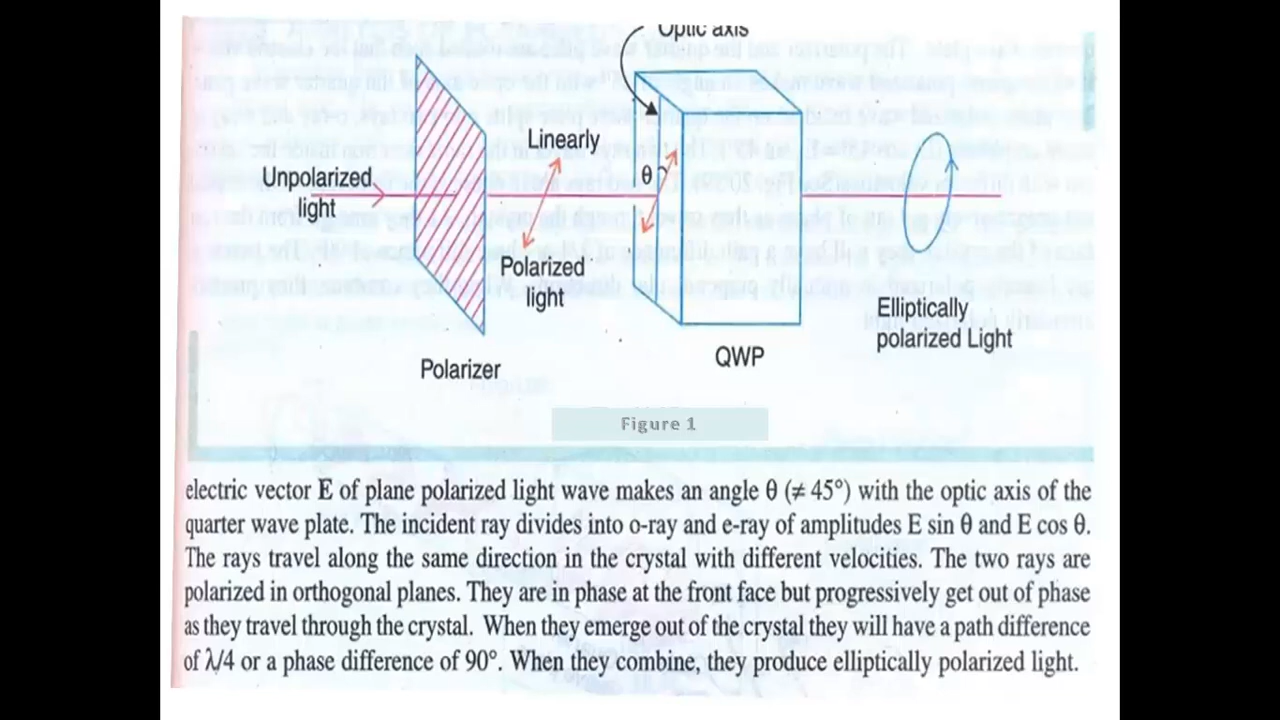 Optic axis
Linearly
θ
Unpolarized
light
Polarized
light
Elliptically
polarized Light
QWP
Polarizer
Figure 1
electric vector E of plane polarized light wave makes an angle θ (≠ 45°) with the optic axis of the
quarter wave plate. The incident ray divides into o-ray and e-ray of amplitudes E sin θ and E cos θ.
The rays travel along the same direction in the crystal with different velocities. The two rays are
polarized in orthogonal planes. They are in phase at the front face but progressively get out of phase
as they travel through the crystal. When they emerge out of the crystal they will have a path difference
of λ/4 or a phase difference of 90°. When they combine, they produce elliptically polarized light.